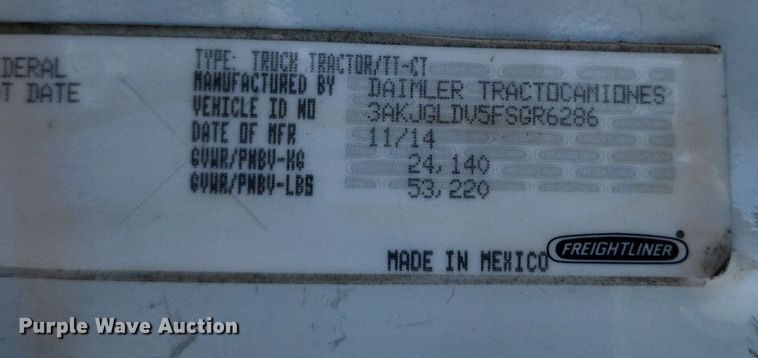 TYPE: TRUCK TRACTOR/TT-CT
DERAL
MANUFACTURED BY DAIMLER TRACTOCAMIONES
T DATE
VEHICLE ID NO 3AKJGLDV5FSGR6286
DATE OF MFR 11/14
GVWR/PNBV-KG 24,140
GVWR/PNBV-LBS 53,220
MADE IN MEXICO FREIGHTLINER®
Purple Wave Auction